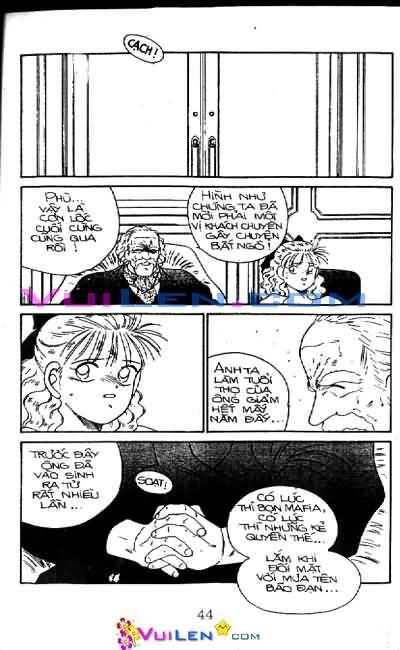 CẠCH!
PHÙ...
VẬY LÀ
CƠN LỐC
CUỐI CÙNG
CŨNG QUA
RỒI!
HÌNH NHƯ
CHÚNG TA ĐÃ
MỜI PHẢI MỘT
VỊ KHÁCH CHUYÊN
GÂY CHUYỆN
BẤT NGỜ!
VUILEN.COM
ANH TA
LÀM TUỔI
THỌ CỦA
ÔNG GIẢM
HẾT MẤY
NĂM ĐẤY...
TRƯỚC ĐÂY
ÔNG ĐÃ
VÀO SINH
RA TỬ
RẤT NHIỀU
LẦN...
SOẠT!
CÓ LÚC
THÌ BỌN MAFIA,
CÓ LÚC
THÌ NHỮNG KẺ
QUYỀN THẾ...
LẮM KHI
ĐỐI MẶT
VỚI MƯA TÊN
BÃO ĐẠN...
44
VUILEN.COM